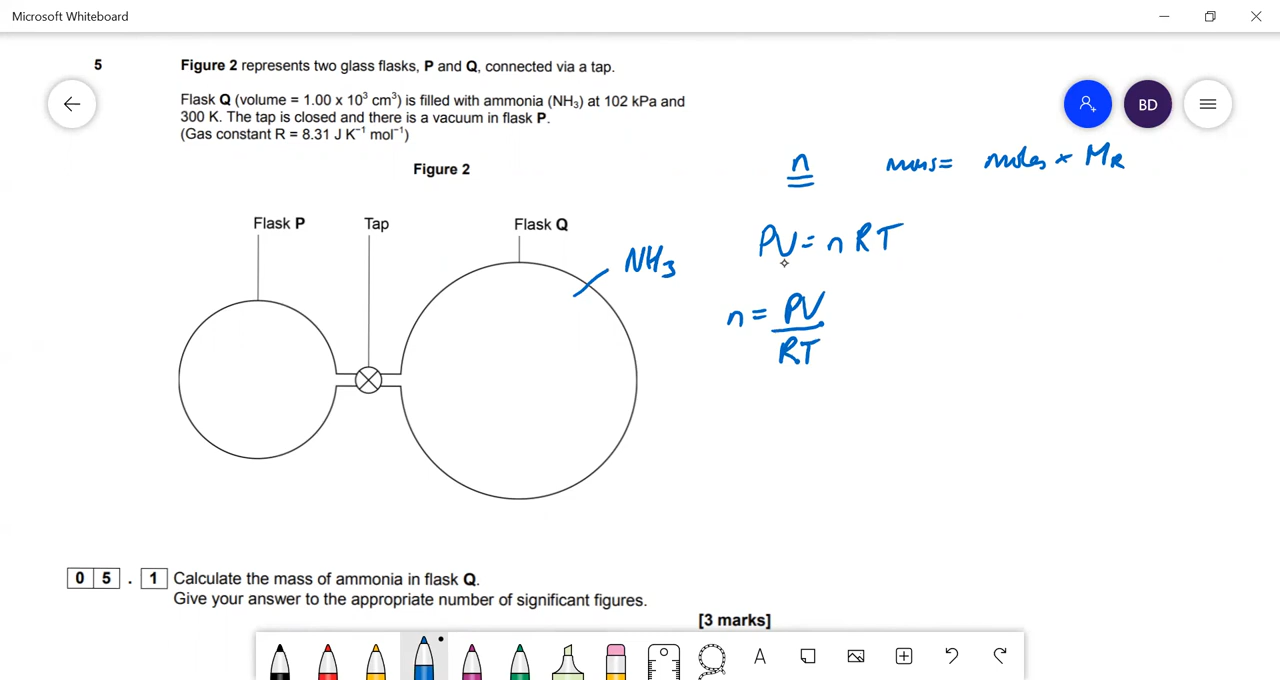 Microsoft Whiteboard
5
Figure 2 represents two glass flasks, P and Q, connected via a tap.
Flask Q (volume = 1.00 x 10³ cm³) is filled with ammonia (NH₃) at 102 kPa and
300 K. The tap is closed and there is a vacuum in flask P.
(Gas constant R = 8.31 J K⁻¹ mol⁻¹)
BD
Figure 2
n
mass = moles × MR
Flask P
Tap
Flask Q
NH₃
PV = nRT
n = PV
RT
0 5 . 1 Calculate the mass of ammonia in flask Q.
Give your answer to the appropriate number of significant figures.
[3 marks]
A